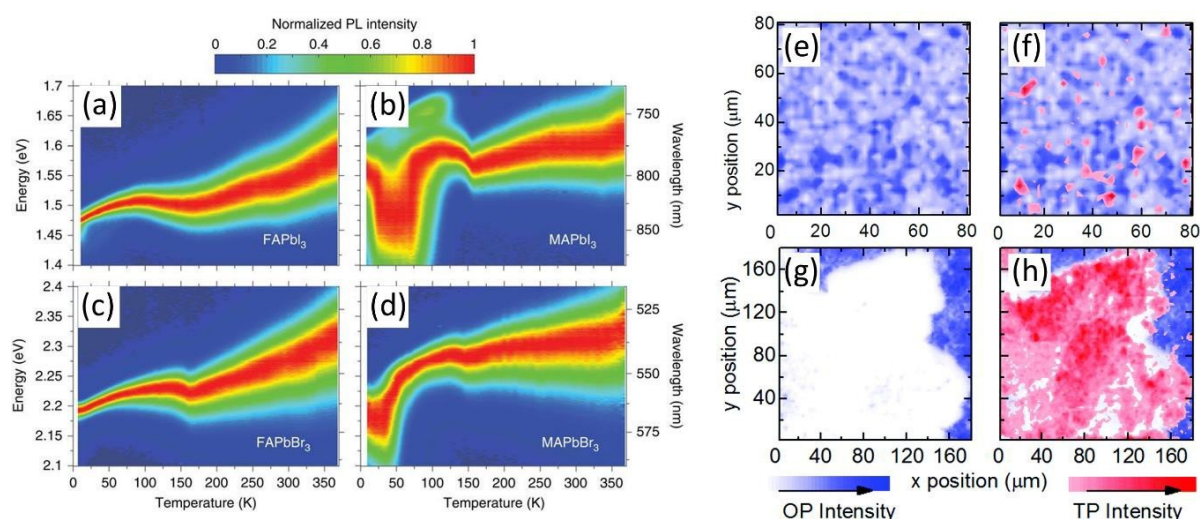 Normalized PL intensity
0 0.2 0.4 0.6 0.8 1
(a)
1.7
1.65
1.6
1.55
1.5
1.45
1.4
Energy (eV)
FAPbI3
(b)
MAPbI3
750
800
850
Wavelength (nm)
(c)
2.4
2.35
2.3
2.25
2.2
2.15
2.1
Energy (eV)
FAPbBr3
0 50 100 150 200 250 300 350
Temperature (K)
(d)
MAPbBr3
525
550
575
Wavelength (nm)
0 50 100 150 200 250 300 350
Temperature (K)
(e)
80
60
40
20
y position (μm)
0 20 40 60 80
(f)
0 20 40 60 80
(g)
160
120
80
40
y position (μm)
0 40 80 120 160
(h)
0 40 80 120 160
x position (μm)
OP Intensity
TP Intensity